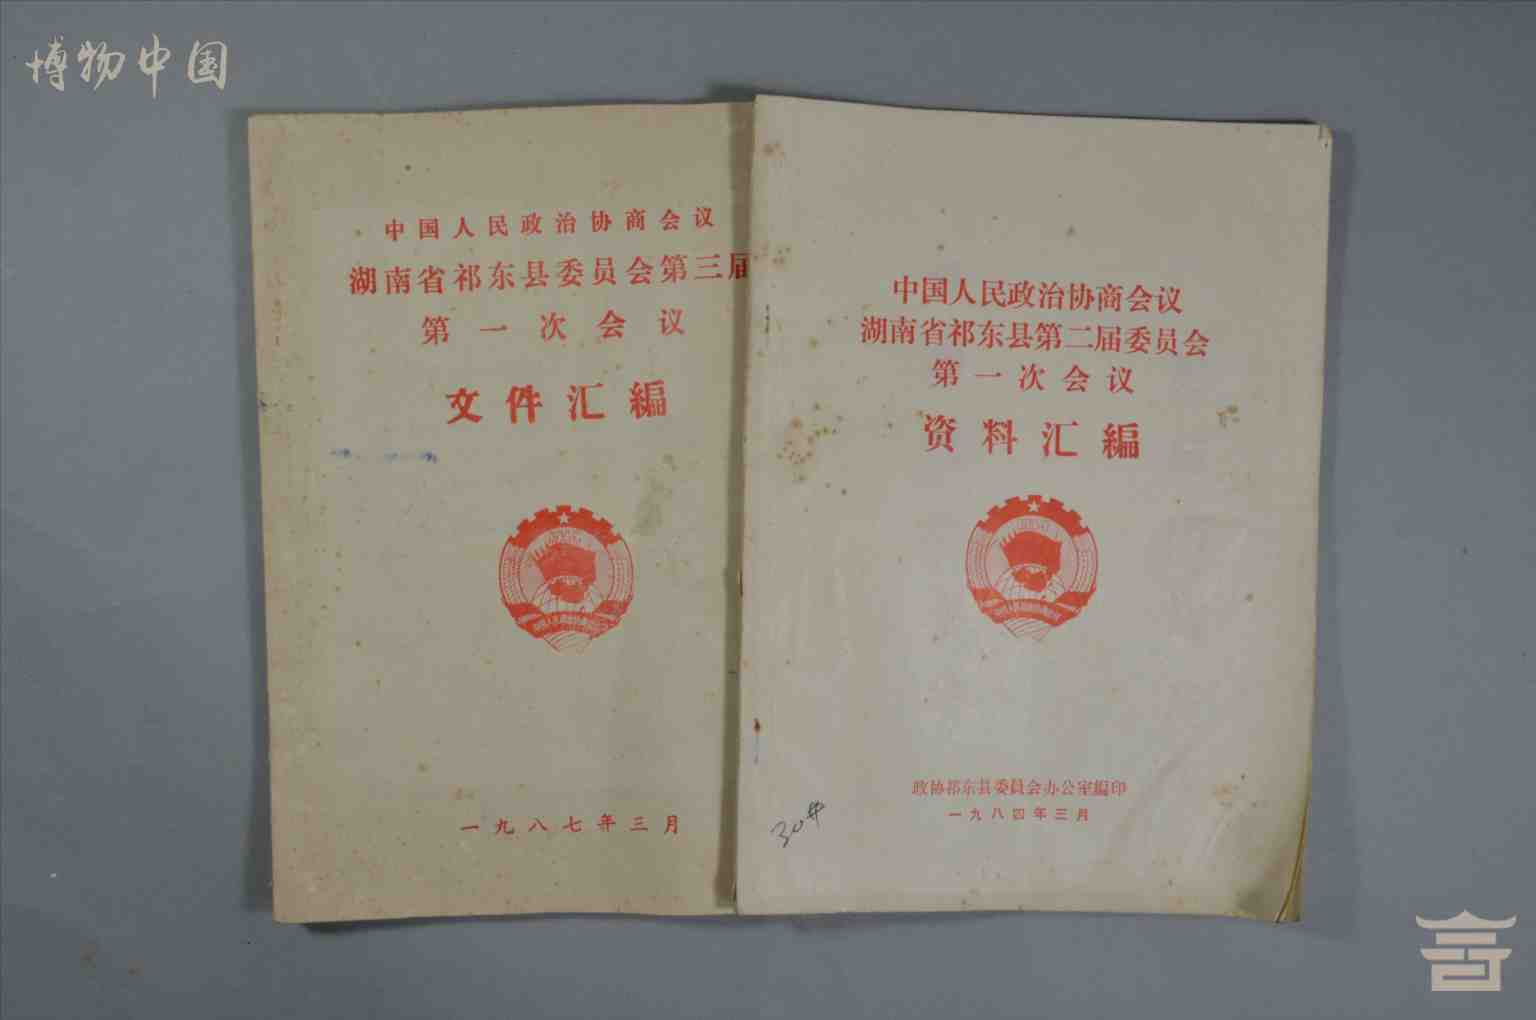 博物中国
中国人民政治协商会议
湖南省祁东县委员会第三届
第一次会议
文件汇编
一九八七年三月
中国人民政治协商会议
湖南省祁东县第二届委员会
第一次会议
资料汇編
政协祁东县委員会办公室編印
一九八四年三月